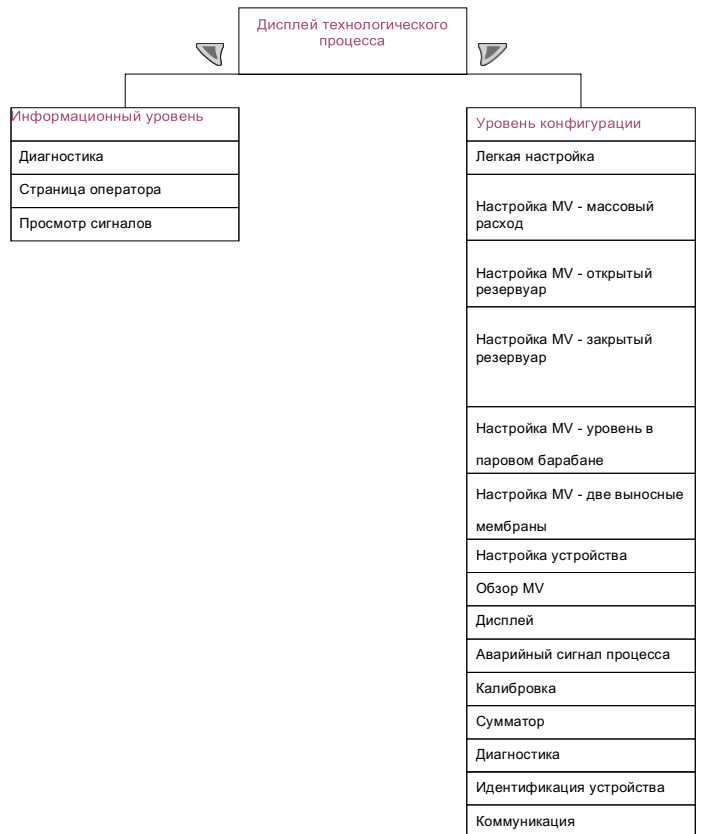 Дисплей технологического
процесса
Информационный уровень
Диагностика
Страница оператора
Просмотр сигналов
Уровень конфигурации
Легкая настройка
Настройка MV - массовый
расход
Настройка MV - открытый
резервуар
Настройка MV - закрытый
резервуар
Настройка MV - уровень в
паровом барабане
Настройка MV - две выносные
мембраны
Настройка устройства
Обзор MV
Дисплей
Аварийный сигнал процесса
Калибровка
Сумматор
Диагностика
Идентификация устройства
Коммуникация